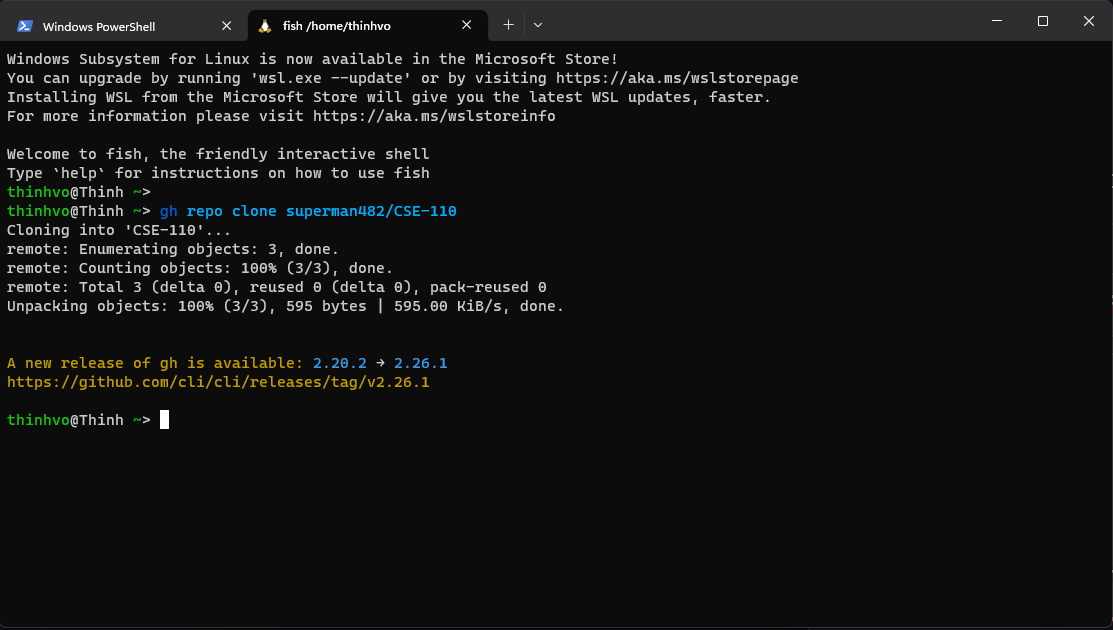 Windows PowerShell
fish /home/thinhvo
Windows Subsystem for Linux is now available in the Microsoft Store!
You can upgrade by running 'wsl.exe --update' or by visiting https://aka.ms/wslstorepage
Installing WSL from the Microsoft Store will give you the latest WSL updates, faster.
For more information please visit https://aka.ms/wslstoreinfo
Welcome to fish, the friendly interactive shell
Type `help` for instructions on how to use fish
thinhvo@Thinh ~>
thinhvo@Thinh ~> gh repo clone superman482/CSE-110
Cloning into 'CSE-110'...
remote: Enumerating objects: 3, done.
remote: Counting objects: 100% (3/3), done.
remote: Total 3 (delta 0), reused 0 (delta 0), pack-reused 0
Unpacking objects: 100% (3/3), 595 bytes | 595.00 KiB/s, done.
A new release of gh is available: 2.20.2 → 2.26.1
https://github.com/cli/cli/releases/tag/v2.26.1
thinhvo@Thinh ~>